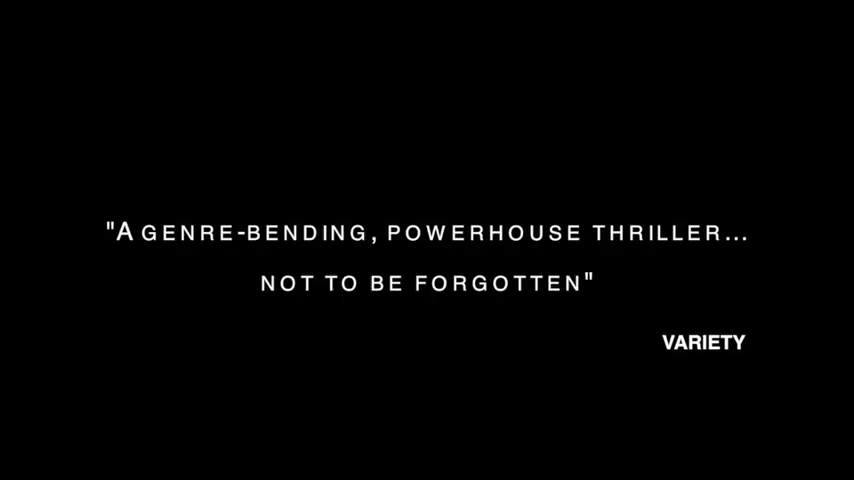 "A GENRE-BENDING, POWERHOUSE THRILLER...
NOT TO BE FORGOTTEN"
VARIETY